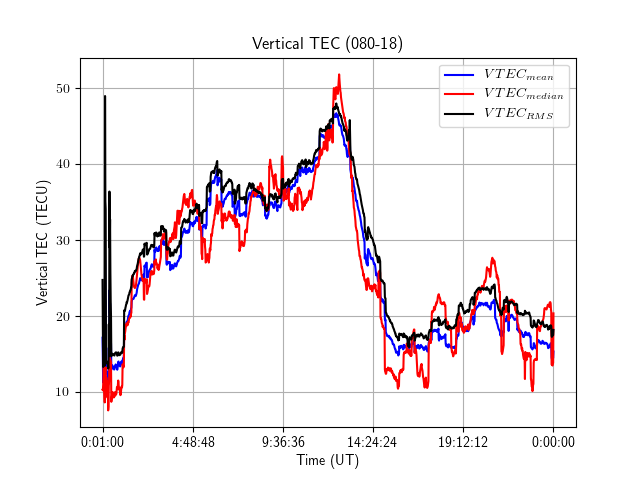 Vertical TEC (080-18)
VTEC_mean
VTEC_median
VTEC_RMS
50
40
30
20
10
Vertical TEC (TECU)
0:01:00 4:48:48 9:36:36 14:24:24 19:12:12 0:00:00
Time (UT)